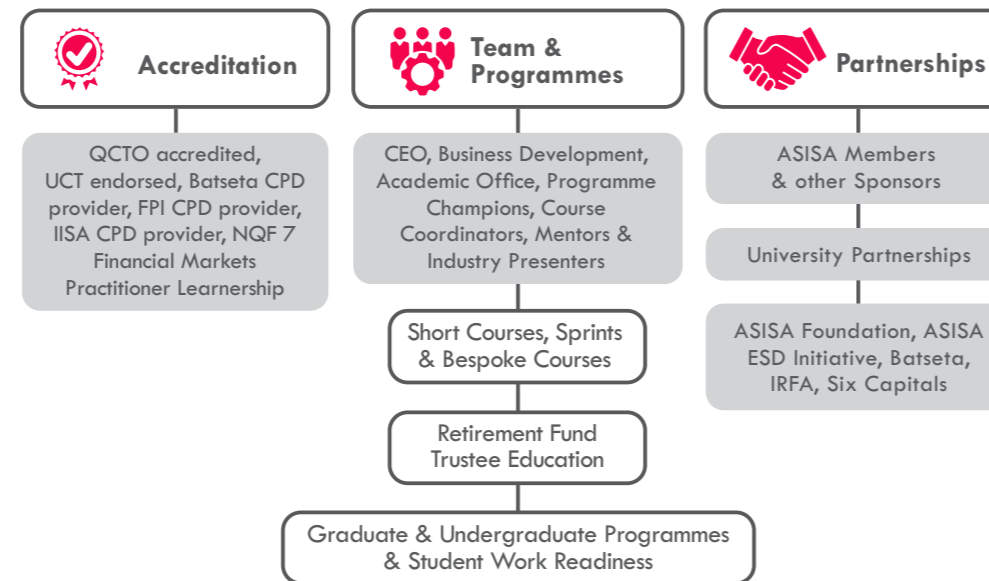 Accreditation
QCTO accredited,
UCT endorsed, Batseta CPD
provider, FPI CPD provider,
IISA CPD provider, NQF 7
Financial Markets
Practitioner Learnership
Team &
Programmes
CEO, Business Development,
Academic Office, Programme
Champions, Course
Coordinators, Mentors &
Industry Presenters
Short Courses, Sprints
& Bespoke Courses
Retirement Fund
Trustee Education
Graduate & Undergraduate Programmes
& Student Work Readiness
Partnerships
ASISA Members
& other Sponsors
University Partnerships
ASISA Foundation, ASISA
ESD Initiative, Batseta,
IRFA, Six Capitals